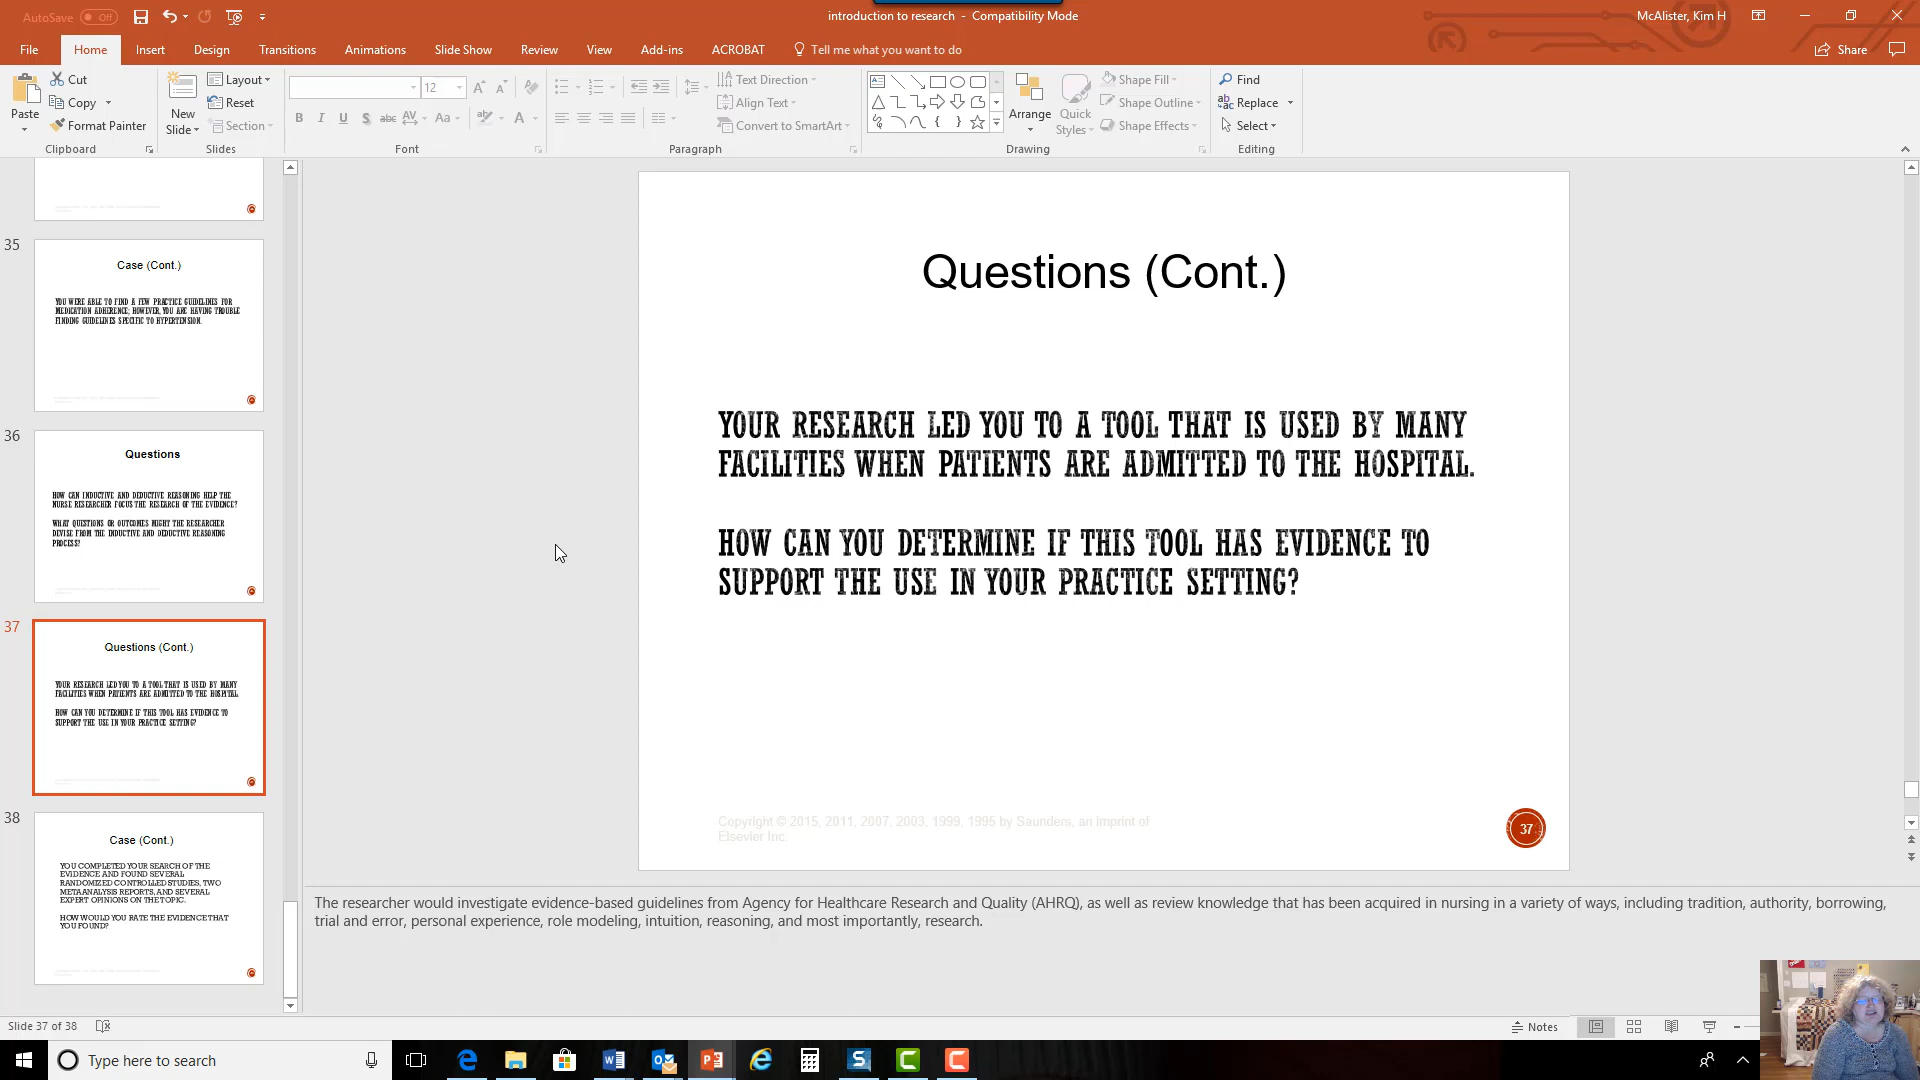 AutoSave Off
introduction to research - Compatibility Mode
McAlister, Kim H
File Home Insert Design Transitions Animations Slide Show Review View Add-ins ACROBAT Tell me what you want to do
Share
Paste
Cut
Copy
Format Painter
Clipboard
New
Slide
Layout
Reset
Section
Slides
12
B I U S abc AV Aa A
Font
Text Direction
Align Text
Convert to SmartArt
Paragraph
Arrange
Quick
Styles
Shape Fill
Shape Outline
Shape Effects
Drawing
Find
Replace
Select
Editing
35
Case (Cont.)
YOU WERE ABLE TO FIND A FEW PRACTICE GUIDELINES FOR
MEDICATION ADHERENCE; HOWEVER, YOU ARE HAVING TROUBLE
FINDING GUIDELINES SPECIFIC TO HYPERTENSION.
36
Questions
HOW CAN INDUCTIVE AND DEDUCTIVE REASONING HELP THE
NURSE RESEARCHER FOCUS THE RESEARCH OF THE EVIDENCE?
WHAT QUESTIONS OR OUTCOMES MIGHT THE RESEARCHER
DEVISE FROM THE INDUCTIVE AND DEDUCTIVE REASONING
PROCESS?
37
Questions (Cont.)
YOUR RESEARCH LED YOU TO A TOOL THAT IS USED BY MANY
FACILITIES WHEN PATIENTS ARE ADMITTED TO THE HOSPITAL.
HOW CAN YOU DETERMINE IF THIS TOOL HAS EVIDENCE TO
SUPPORT THE USE IN YOUR PRACTICE SETTING?
38
Case (Cont.)
YOU COMPLETED YOUR SEARCH OF THE
EVIDENCE AND FOUND SEVERAL
RANDOMIZED CONTROLLED STUDIES, TWO
METAANALYSIS REPORTS, AND SEVERAL
EXPERT OPINIONS ON THE TOPIC.
HOW WOULD YOU RATE THE EVIDENCE THAT
YOU FOUND?
Questions (Cont.)
YOUR RESEARCH LED YOU TO A TOOL THAT IS USED BY MANY
FACILITIES WHEN PATIENTS ARE ADMITTED TO THE HOSPITAL.
HOW CAN YOU DETERMINE IF THIS TOOL HAS EVIDENCE TO
SUPPORT THE USE IN YOUR PRACTICE SETTING?
Copyright © 2015, 2011, 2007, 2003, 1999, 1995 by Saunders, an imprint of
Elsevier Inc.
37
The researcher would investigate evidence-based guidelines from Agency for Healthcare Research and Quality (AHRQ), as well as review knowledge that has been acquired in nursing in a variety of ways, including tradition, authority, borrowing,
trial and error, personal experience, role modeling, intuition, reasoning, and most importantly, research.
Slide 37 of 38
Notes
Type here to search